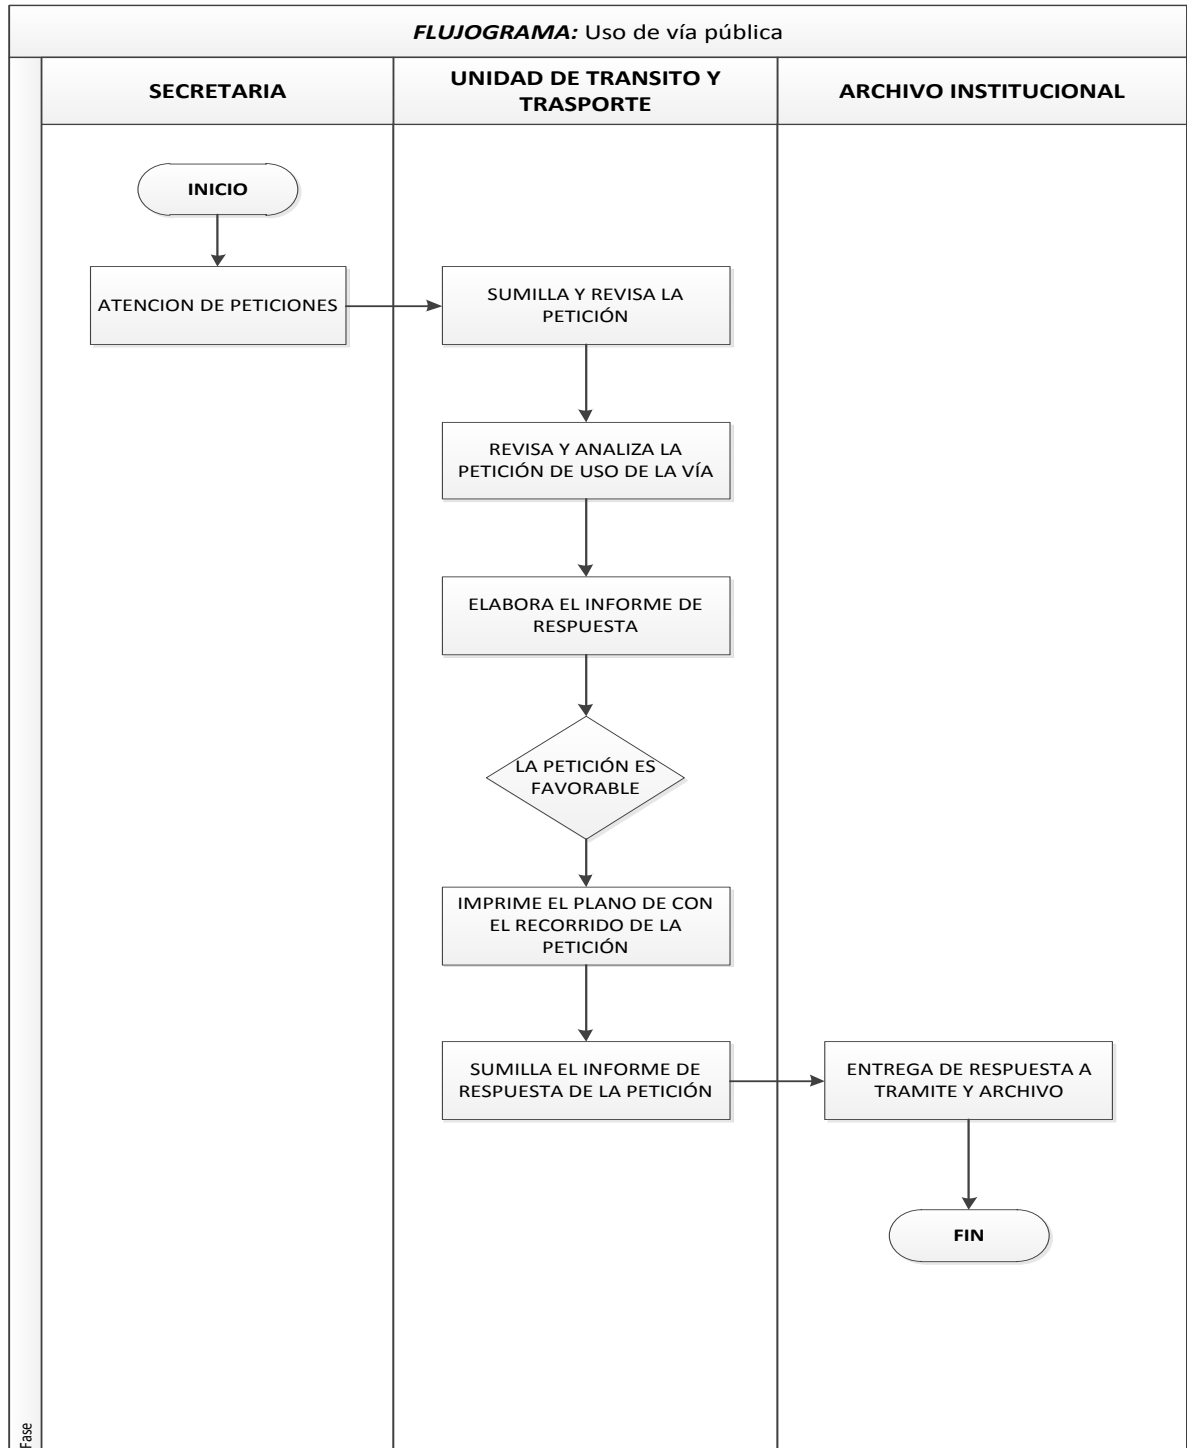 FLUJOGRAMA: Uso de vía pública
SECRETARIA
UNIDAD DE TRANSITO Y
TRASPORTE
ARCHIVO INSTITUCIONAL
INICIO
ATENCION DE PETICIONES
SUMILLA Y REVISA LA
PETICIÓN
REVISA Y ANALIZA LA
PETICIÓN DE USO DE LA VÍA
ELABORA EL INFORME DE
RESPUESTA
LA PETICIÓN ES
FAVORABLE
IMPRIME EL PLANO DE CON
EL RECORRIDO DE LA
PETICIÓN
SUMILLA EL INFORME DE
RESPUESTA DE LA PETICIÓN
ENTREGA DE RESPUESTA A
TRAMITE Y ARCHIVO
FIN
Fase